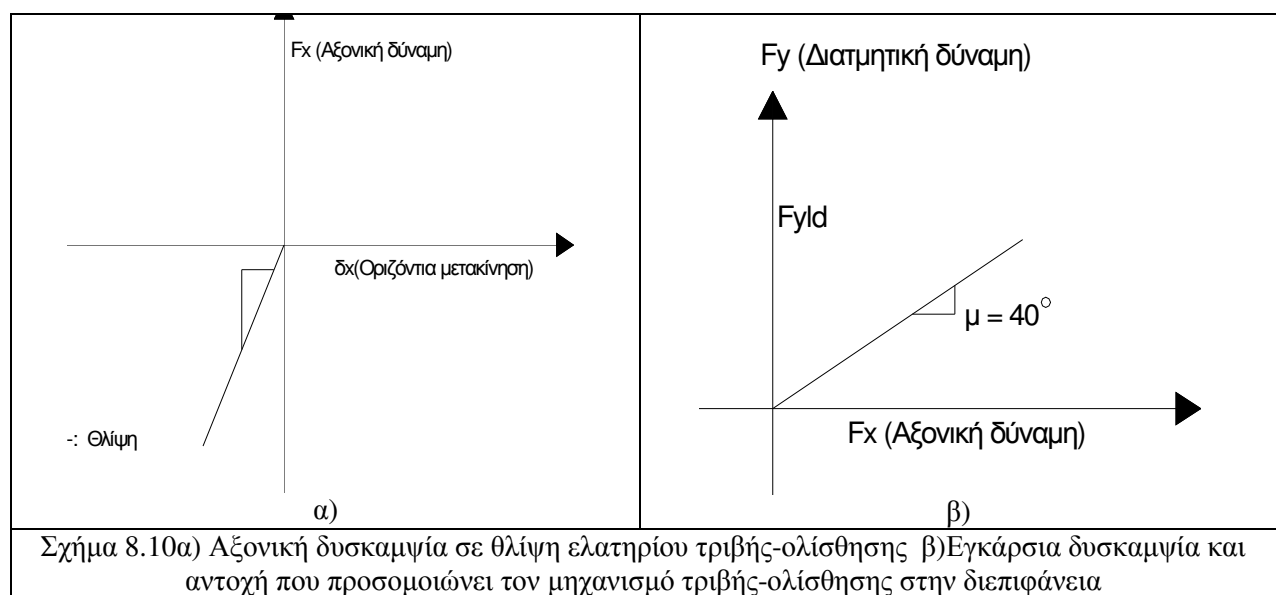 Fx (Αξονική δύναμη)
δx(Οριζόντια μετακίνηση)
-: Θλίψη
α)
Fy (Διατμητική δύναμη)
Fyld
μ = 40°
Fx (Αξονική δύναμη)
β)
Σχήμα 8.10α) Αξονική δυσκαμψία σε θλίψη ελατηρίου τριβής-ολίσθησης β)Εγκάρσια δυσκαμψία και
αντοχή που προσομοιώνει τον μηχανισμό τριβής-ολίσθησης στην διεπιφάνεια